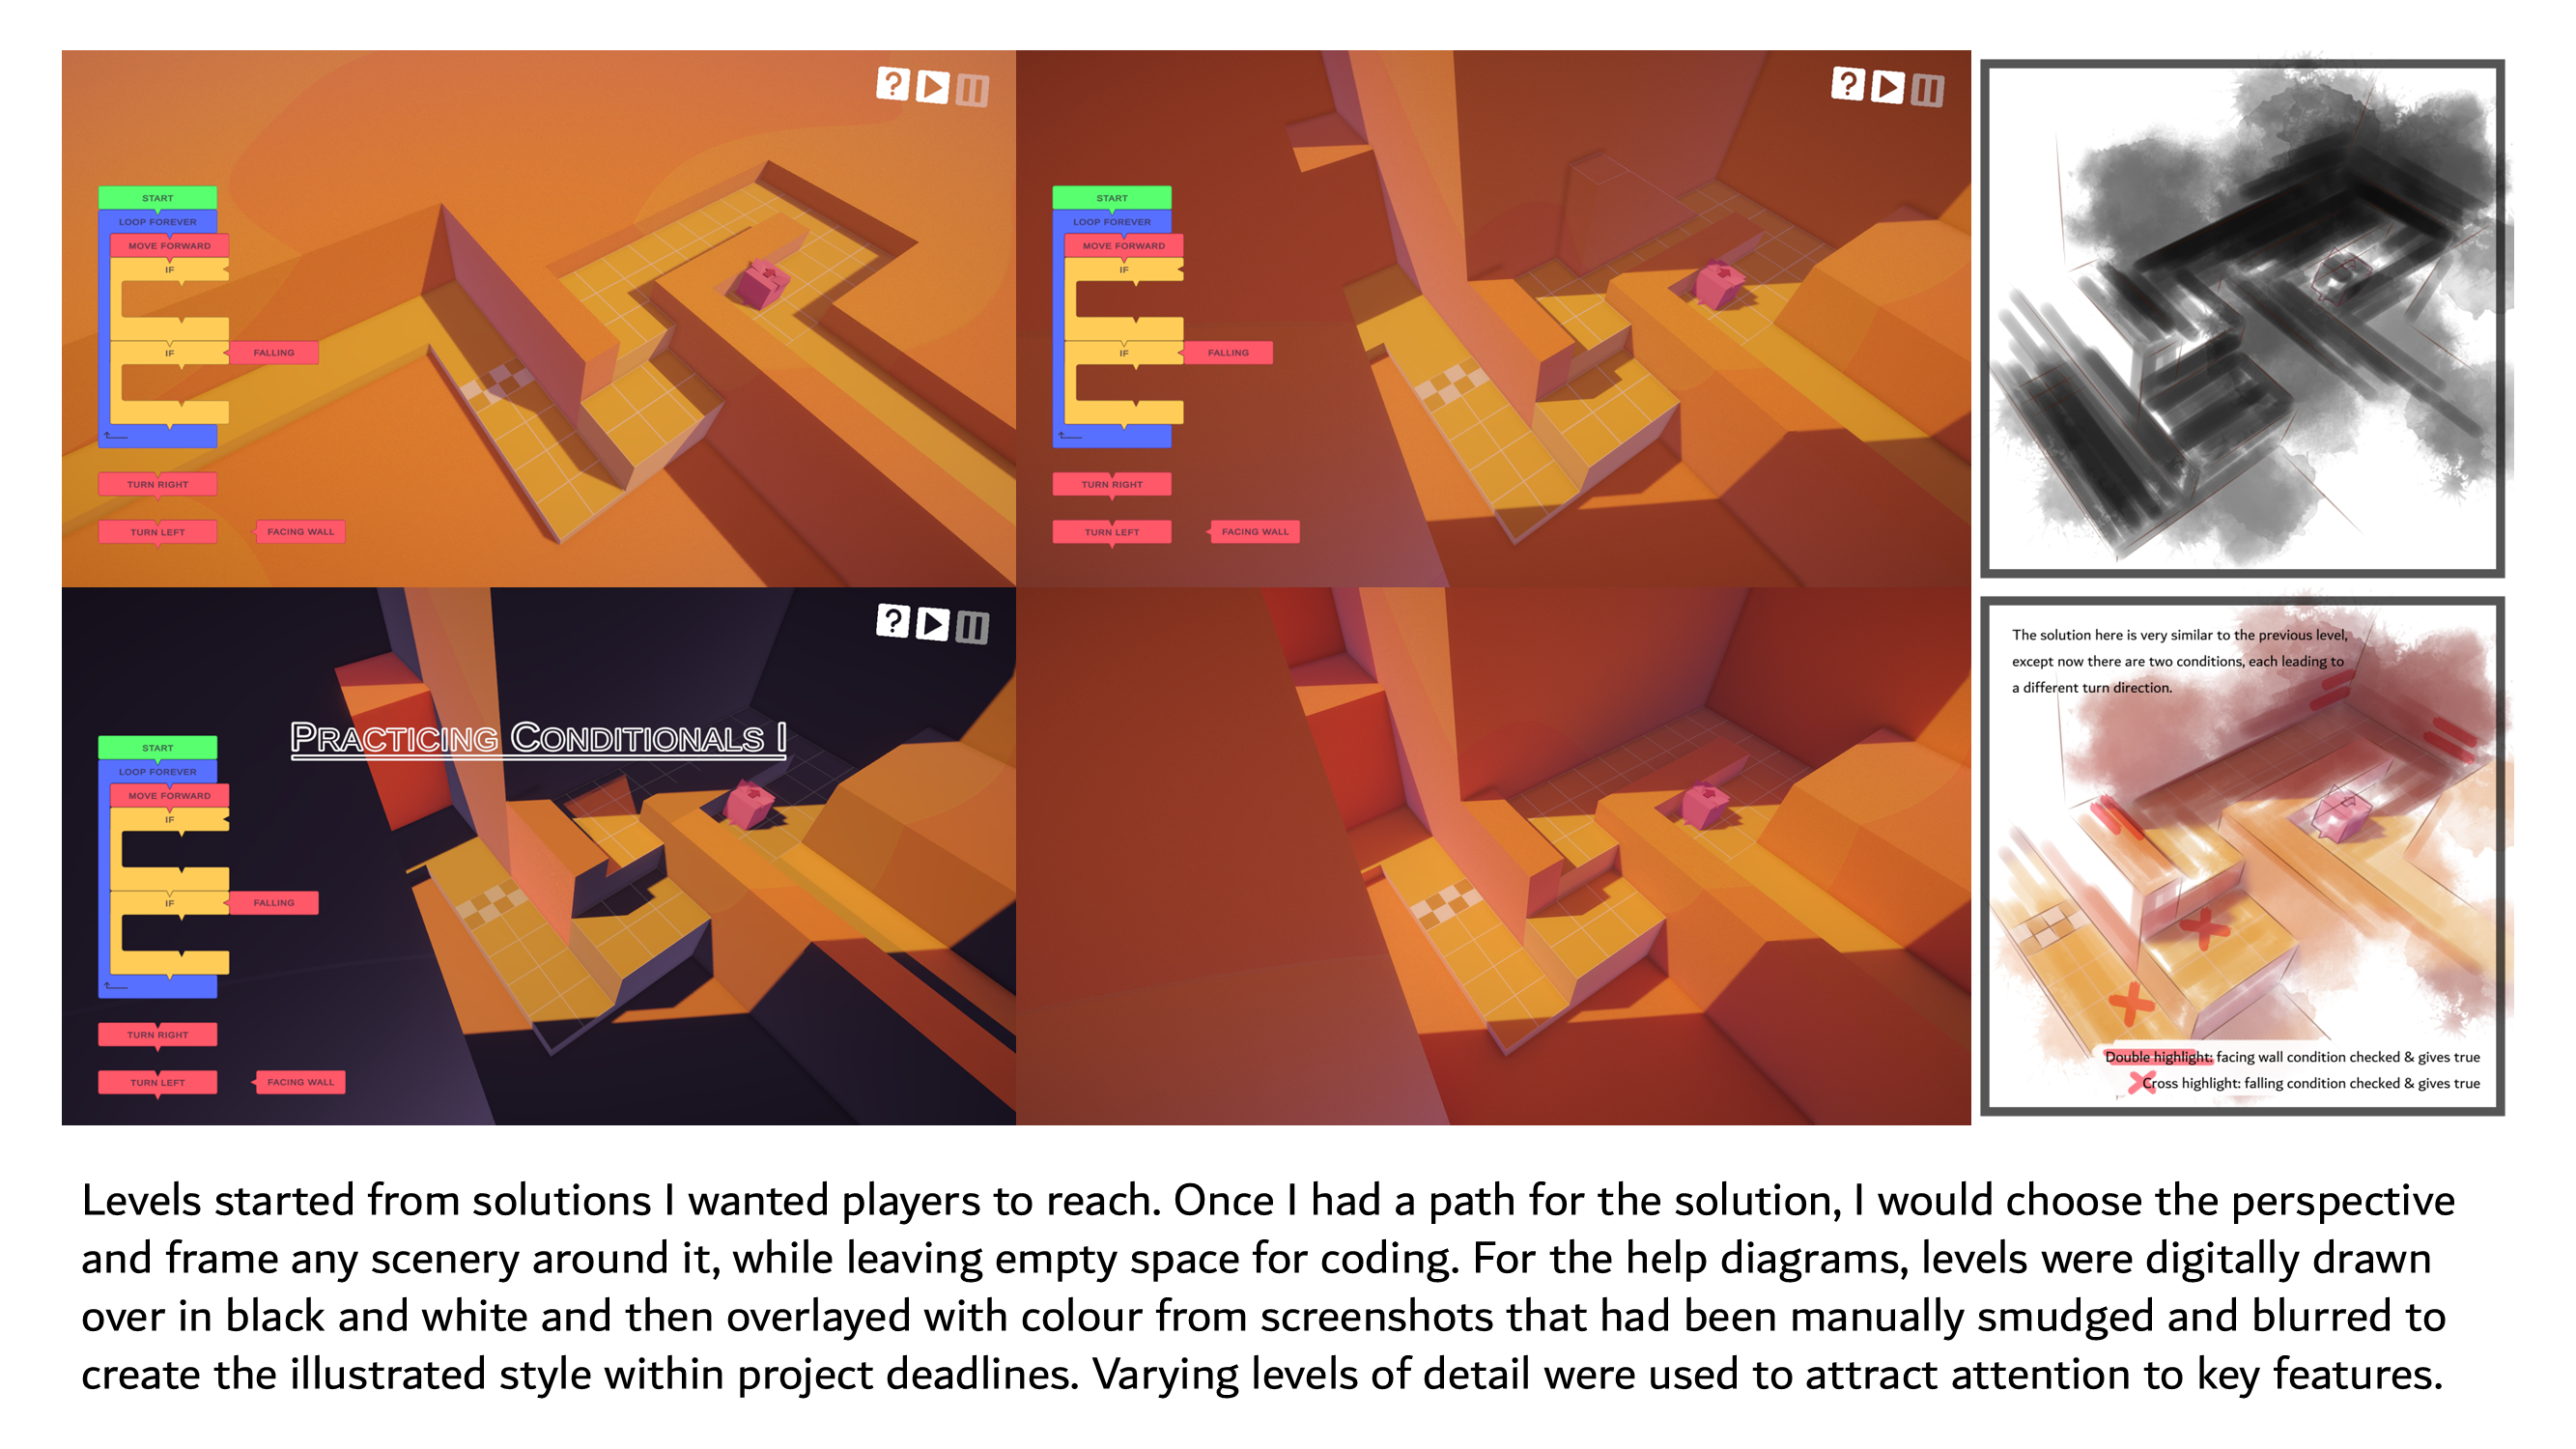 ?
START
LOOP FOREVER
MOVE FORWARD
IF
IF
FALLING
TURN RIGHT
TURN LEFT
FACING WALL
?
START
LOOP FOREVER
MOVE FORWARD
IF
IF
FALLING
TURN RIGHT
TURN LEFT
FACING WALL
?
PRACTICING CONDITIONALS I
START
LOOP FOREVER
MOVE FORWARD
IF
IF
FALLING
TURN RIGHT
TURN LEFT
FACING WALL
The solution here is very similar to the previous level,
except now there are two conditions, each leading to
a different turn direction.
Double highlight: facing wall condition checked & gives true
Cross highlight: falling condition checked & gives true
Levels started from solutions I wanted players to reach. Once I had a path for the solution, I would choose the perspective
and frame any scenery around it, while leaving empty space for coding. For the help diagrams, levels were digitally drawn
over in black and white and then overlayed with colour from screenshots that had been manually smudged and blurred to
create the illustrated style within project deadlines. Varying levels of detail were used to attract attention to key features.